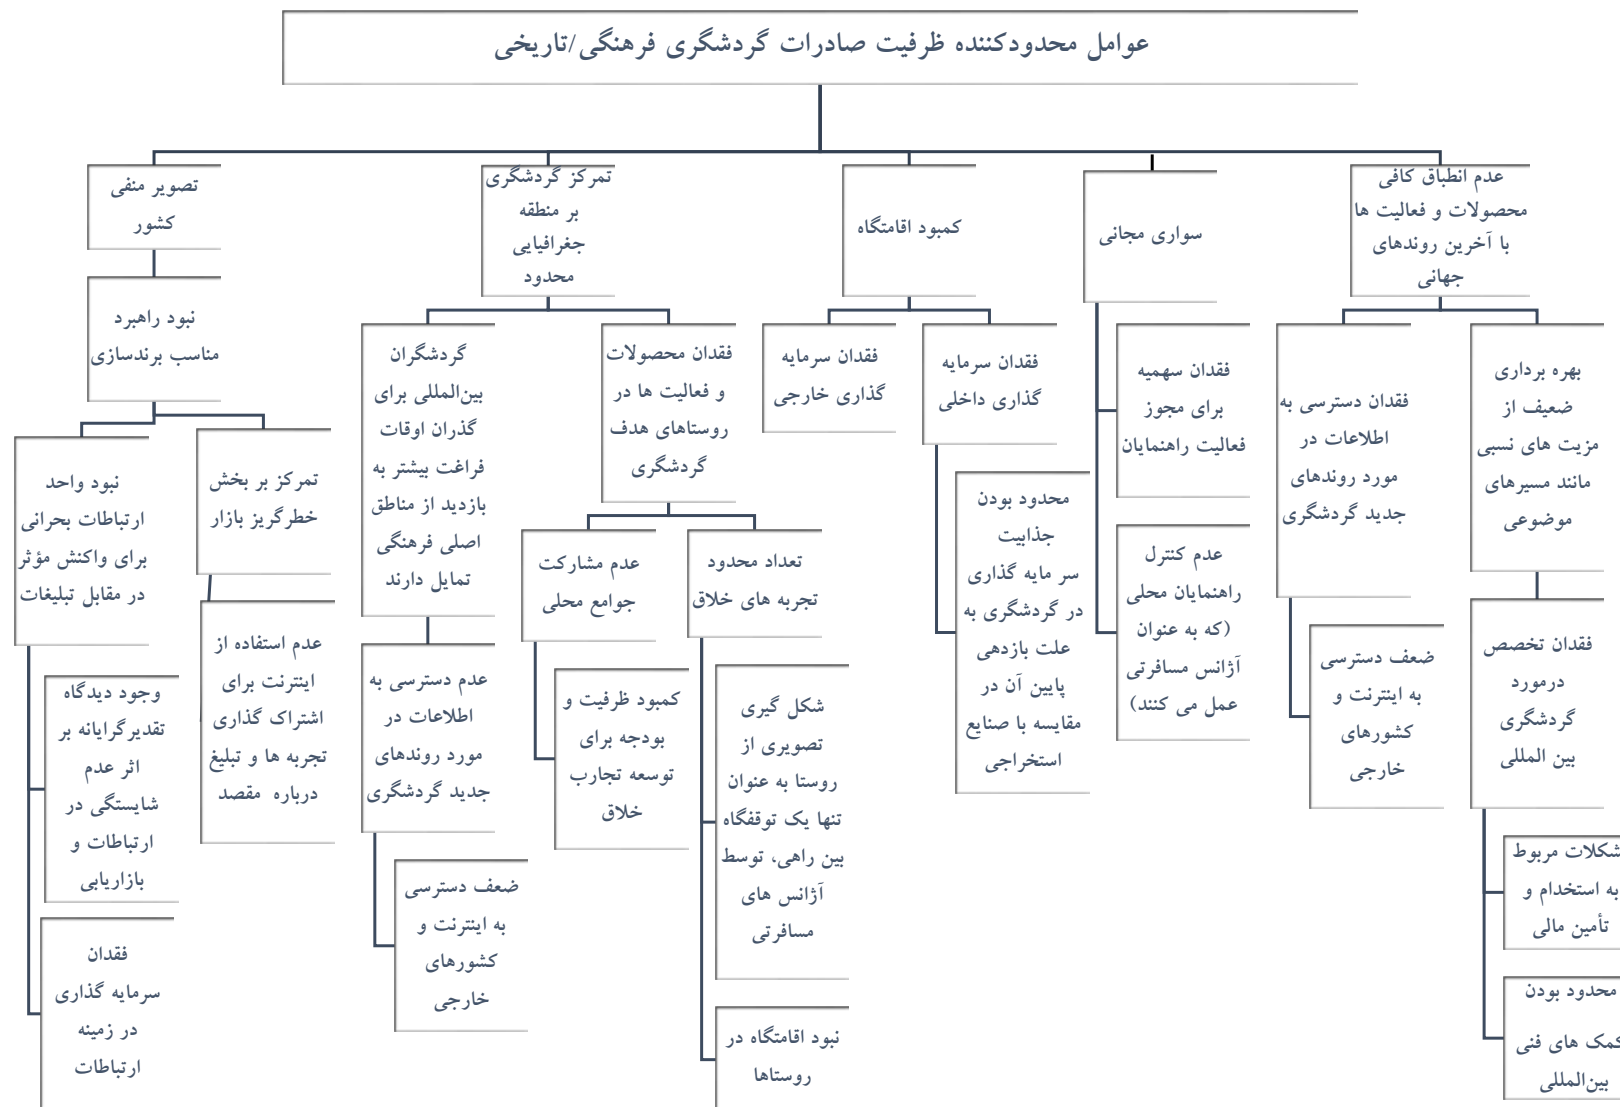 عوامل محدودکننده ظرفیت صادرات گردشگری فرهنگی/تاریخی
عدم انطباق کافی
محصولات و فعالیت ها
با آخرین روندهای
جهانی
بهره برداری
ضعیف از
مزیت های نسبی
مانند مسیرهای
موضوعی
فقدان تخصص
درمورد
گردشگری
بین المللی
شکلات مربوط
به استخدام و
تأمین مالی
محدود بودن
کمک های فنی
بین‌المللی
فقدان دسترسی به
اطلاعات در
مورد روندهای
جدید گردشگری
ضعف دسترسی
به اینترنت و
کشورهای
خارجی
سواری مجانی
فقدان سهمیه
برای مجوز
فعالیت راهنمایان
عدم کنترل
راهنمایان محلی
(که به عنوان
آژانس مسافرتی
عمل می کنند)
کمبود اقامتگاه
فقدان سرمایه
گذاری داخلی
محدود بودن
جذابیت
سر مایه گذاری
در گردشگری به
علت بازدهی
پایین آن در
مقایسه با صنایع
استخراجی
فقدان سرمایه
گذاری خارجی
تمرکز گردشگری
بر منطقه
جغرافیایی
محدود
فقدان محصولات
و فعالیت ها در
روستاهای هدف
گردشگری
تعداد محدود
تجربه های خلاق
شکل گیری
تصویری از
روستا به عنوان
تنها یک توقفگاه
بین راهی، توسط
آژانس های
مسافرتی
نبود اقامتگاه در
روستاها
عدم مشارکت
جوامع محلی
کمبود ظرفیت و
بودجه برای
توسعه تجارب
خلاق
گردشگران
بین‌المللی برای
گذران اوقات
فراغت بیشتر به
بازدید از مناطق
اصلی فرهنگی
تمایل دارند
عدم دسترسی به
اطلاعات در
مورد روندهای
جدید گردشگری
ضعف دسترسی
به اینترنت و
کشورهای
خارجی
تصویر منفی
کشور
نبود راهبرد
مناسب برندسازی
تمرکز بر بخش
خطرگریز بازار
عدم استفاده از
اینترنت برای
اشتراک گذاری
تجربه ها و تبلیغ
درباره مقصد
نبود واحد
ارتباطات بحرانی
برای واکنش مؤثر
در مقابل تبلیغات
وجود دیدگاه
تقدیرگرایانه بر
اثر عدم
شایستگی در
ارتباطات و
بازاریابی
فقدان
سرمایه گذاری
در زمینه
ارتباطات